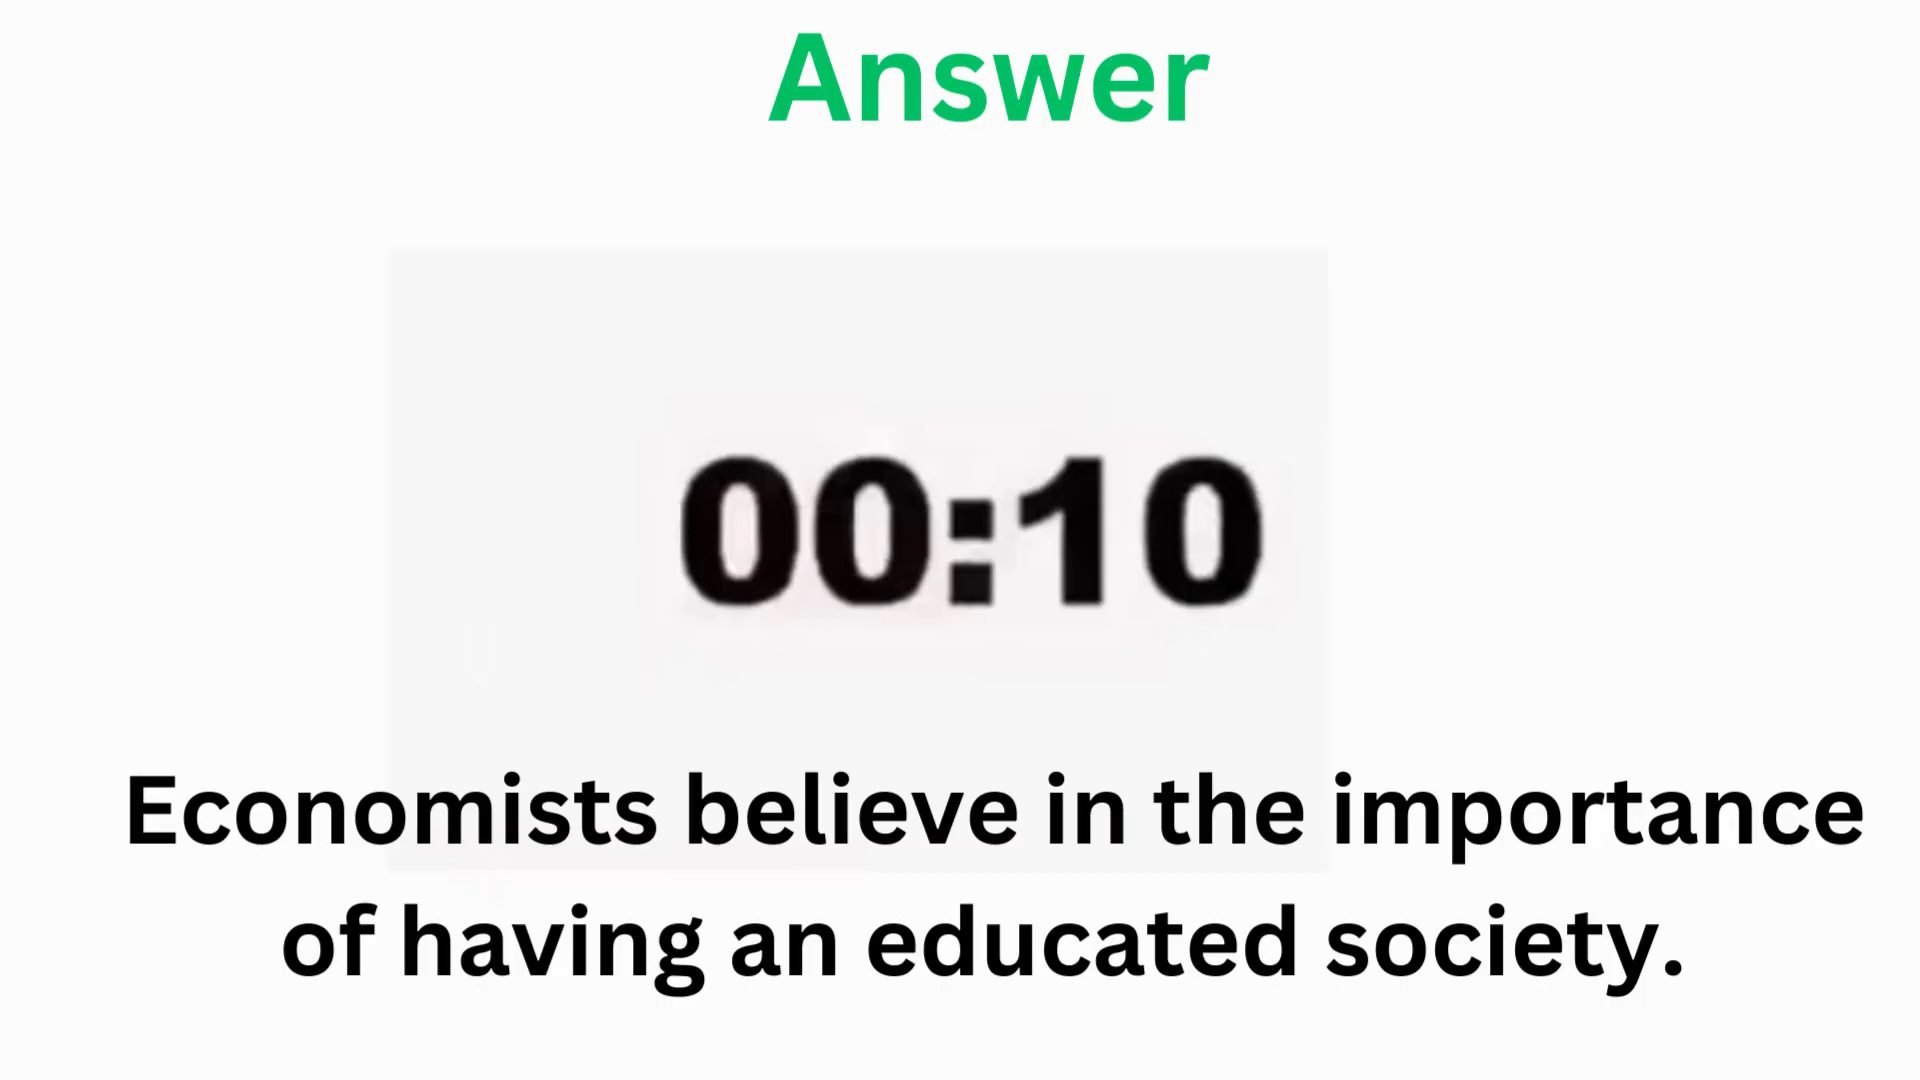 Answer
00:10
Economists believe in the importance
of having an educated society.